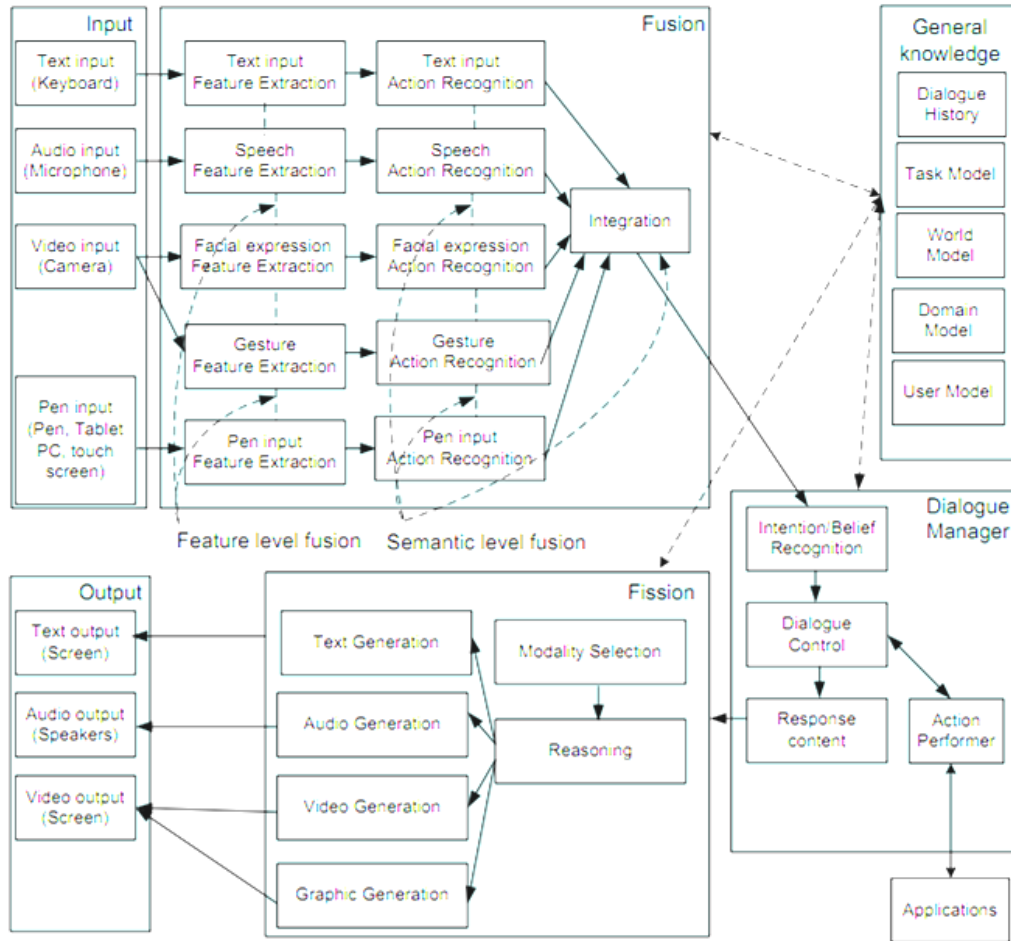 Input
Text input
(Keyboard)
Audio input
(Microphone)
Video input
(Camera)
Pen input
(Pen, Tablet
PC, touch
screen)
Fusion
Text input
Feature Extraction
Text input
Action Recognition
Speech
Feature Extraction
Speech
Action Recognition
Facial expression
Feature Extraction
Facial expression
Action Recognition
Gesture
Feature Extraction
Gesture
Action Recognition
Pen input
Feature Extraction
Pen input
Action Recognition
Integration
Feature level fusion
Semantic level fusion
General
knowledge
Dialogue
History
Task Model
World
Model
Domain
Model
User Model
Dialogue
Manager
Intention/Belief
Recognition
Dialogue
Control
Response
content
Action
Performer
Applications
Fission
Modality Selection
Reasoning
Text Generation
Audio Generation
Video Generation
Graphic Generation
Output
Text output
(Screen)
Audio output
(Speakers)
Video output
(Screen)